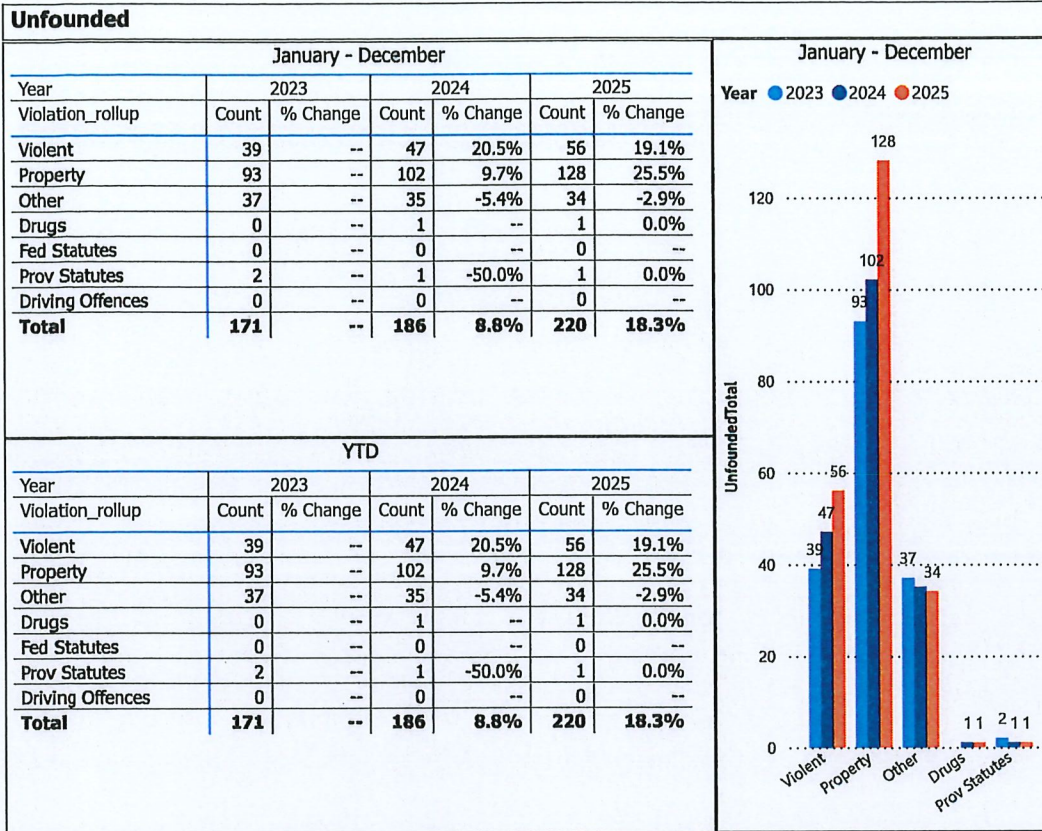 Unfounded
January - December
Year 2023 2024 2025
Violation_rollup Count % Change Count % Change Count % Change
Violent 39 -- 47 20.5% 56 19.1%
Property 93 -- 102 9.7% 128 25.5%
Other 37 -- 35 -5.4% 34 -2.9%
Drugs 0 -- 1 -- 1 0.0%
Fed Statutes 0 -- 0 -- 0 --
Prov Statutes 2 -- 1 -50.0% 1 0.0%
Driving Offences 0 -- 0 -- 0 --
Total 171 -- 186 8.8% 220 18.3%
YTD
Year 2023 2024 2025
Violation_rollup Count % Change Count % Change Count % Change
Violent 39 -- 47 20.5% 56 19.1%
Property 93 -- 102 9.7% 128 25.5%
Other 37 -- 35 -5.4% 34 -2.9%
Drugs 0 -- 1 -- 1 0.0%
Fed Statutes 0 -- 0 -- 0 --
Prov Statutes 2 -- 1 -50.0% 1 0.0%
Driving Offences 0 -- 0 -- 0 --
Total 171 -- 186 8.8% 220 18.3%
January - December
Year 2023 2024 2025
UnfoundedTotal
120
100
80
60
40
20
0
39 47 56
93 102 128
37 34
1 1
2 1 1
Violent Property Other Drugs Prov Statutes